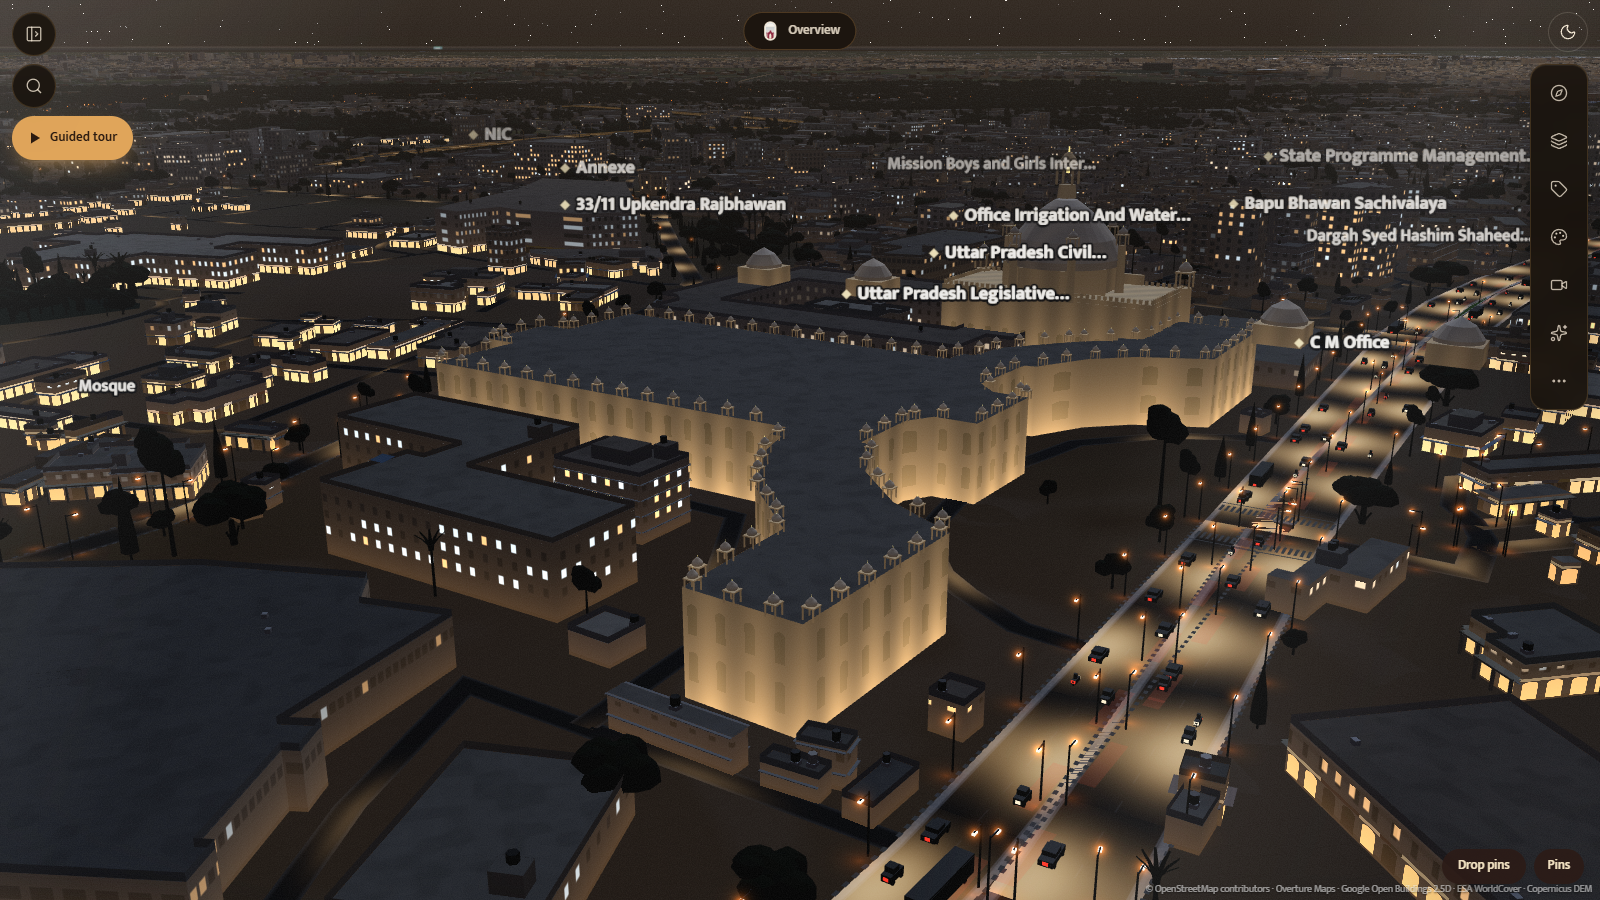 Overview
Guided tour
NIC
Annexe
Mission Boys and Girls Inter...
State Programme Management...
33/11 Upkendra Rajbhawan
Office Irrigation And Water...
Bapu Bhawan Sachivalaya
Dargah Syed Hashim Shaheed...
Uttar Pradesh Civil...
Uttar Pradesh Legislative...
C M Office
Mosque
Drop pins
Pins
© OpenStreetMap contributors · Overture Maps · Google Open Buildings 2.5D · ESA WorldCover · Copernicus DEM